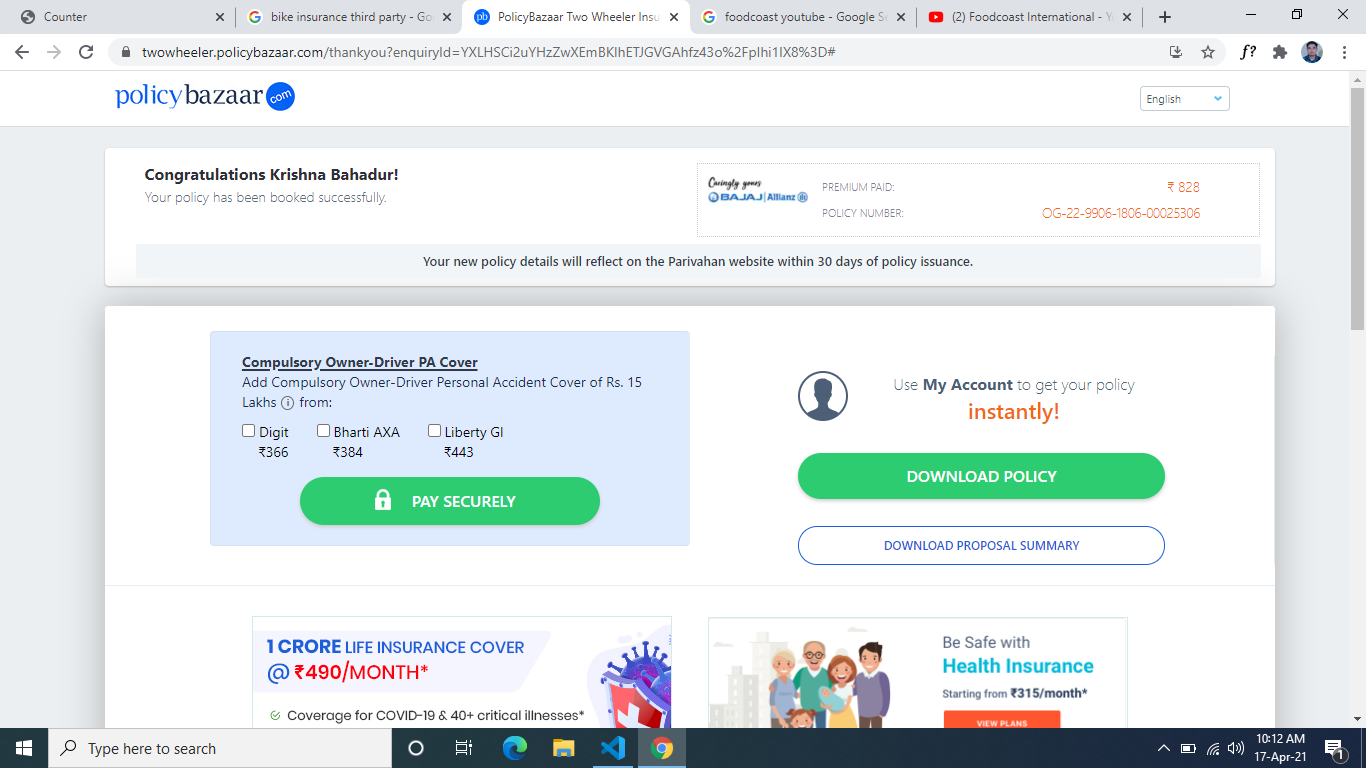 Counter
bike insurance third party - Go
PolicyBazaar Two Wheeler Insu
foodcoast youtube - Google Se
(2) Foodcoast International - Y
twowheeler.policybazaar.com/thankyou?enquiryId=YXLHSCi2uYHzZwXEmBKlhETJGVGAhfz43o%2Fplhi1IX8%3D#
f?
policybazaar.com
English
Congratulations Krishna Bahadur!
Your policy has been booked successfully.
Caringly yours
BAJAJ | Allianz
PREMIUM PAID:
₹ 828
POLICY NUMBER:
OG-22-9906-1806-00025306
Your new policy details will reflect on the Parivahan website within 30 days of policy issuance.
Compulsory Owner-Driver PA Cover
Add Compulsory Owner-Driver Personal Accident Cover of Rs. 15
Lakhs from:
Digit
₹366
Bharti AXA
₹384
Liberty GI
₹443
PAY SECURELY
Use My Account to get your policy
instantly!
DOWNLOAD POLICY
DOWNLOAD PROPOSAL SUMMARY
1 CRORE LIFE INSURANCE COVER
@ ₹490/MONTH*
Coverage for COVID-19 & 40+ critical illnesses*
Be Safe with
Health Insurance
Starting from ₹315/month*
VIEW PLANS
Type here to search
10:12 AM
17-Apr-21
1